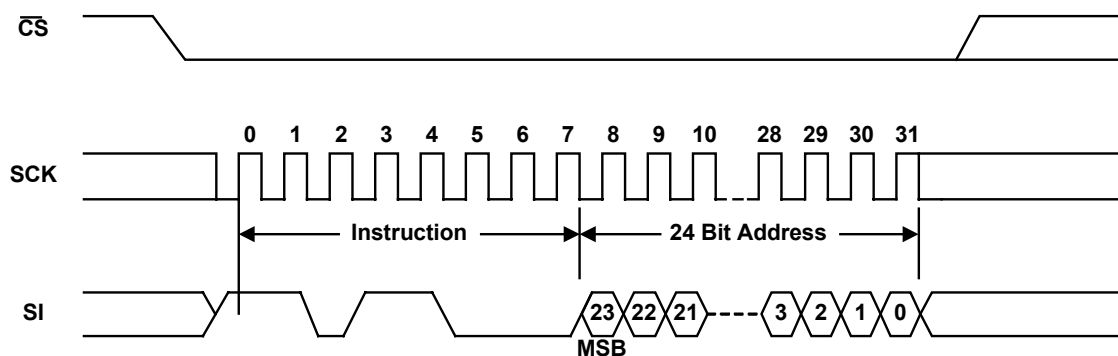 CS
0 1 2 3 4 5 6 7 8 9 10 28 29 30 31
SCK
Instruction 24 Bit Address
SI 23 22 21 3 2 1 0
MSB